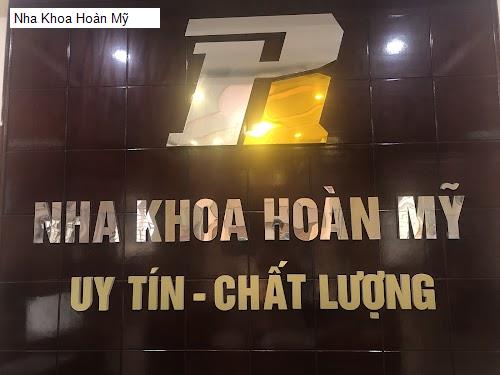 Nha Khoa Hoàn Mỹ
NHA KHOA HOÀN MỸ
UY TÍN - CHẤT LƯỢNG